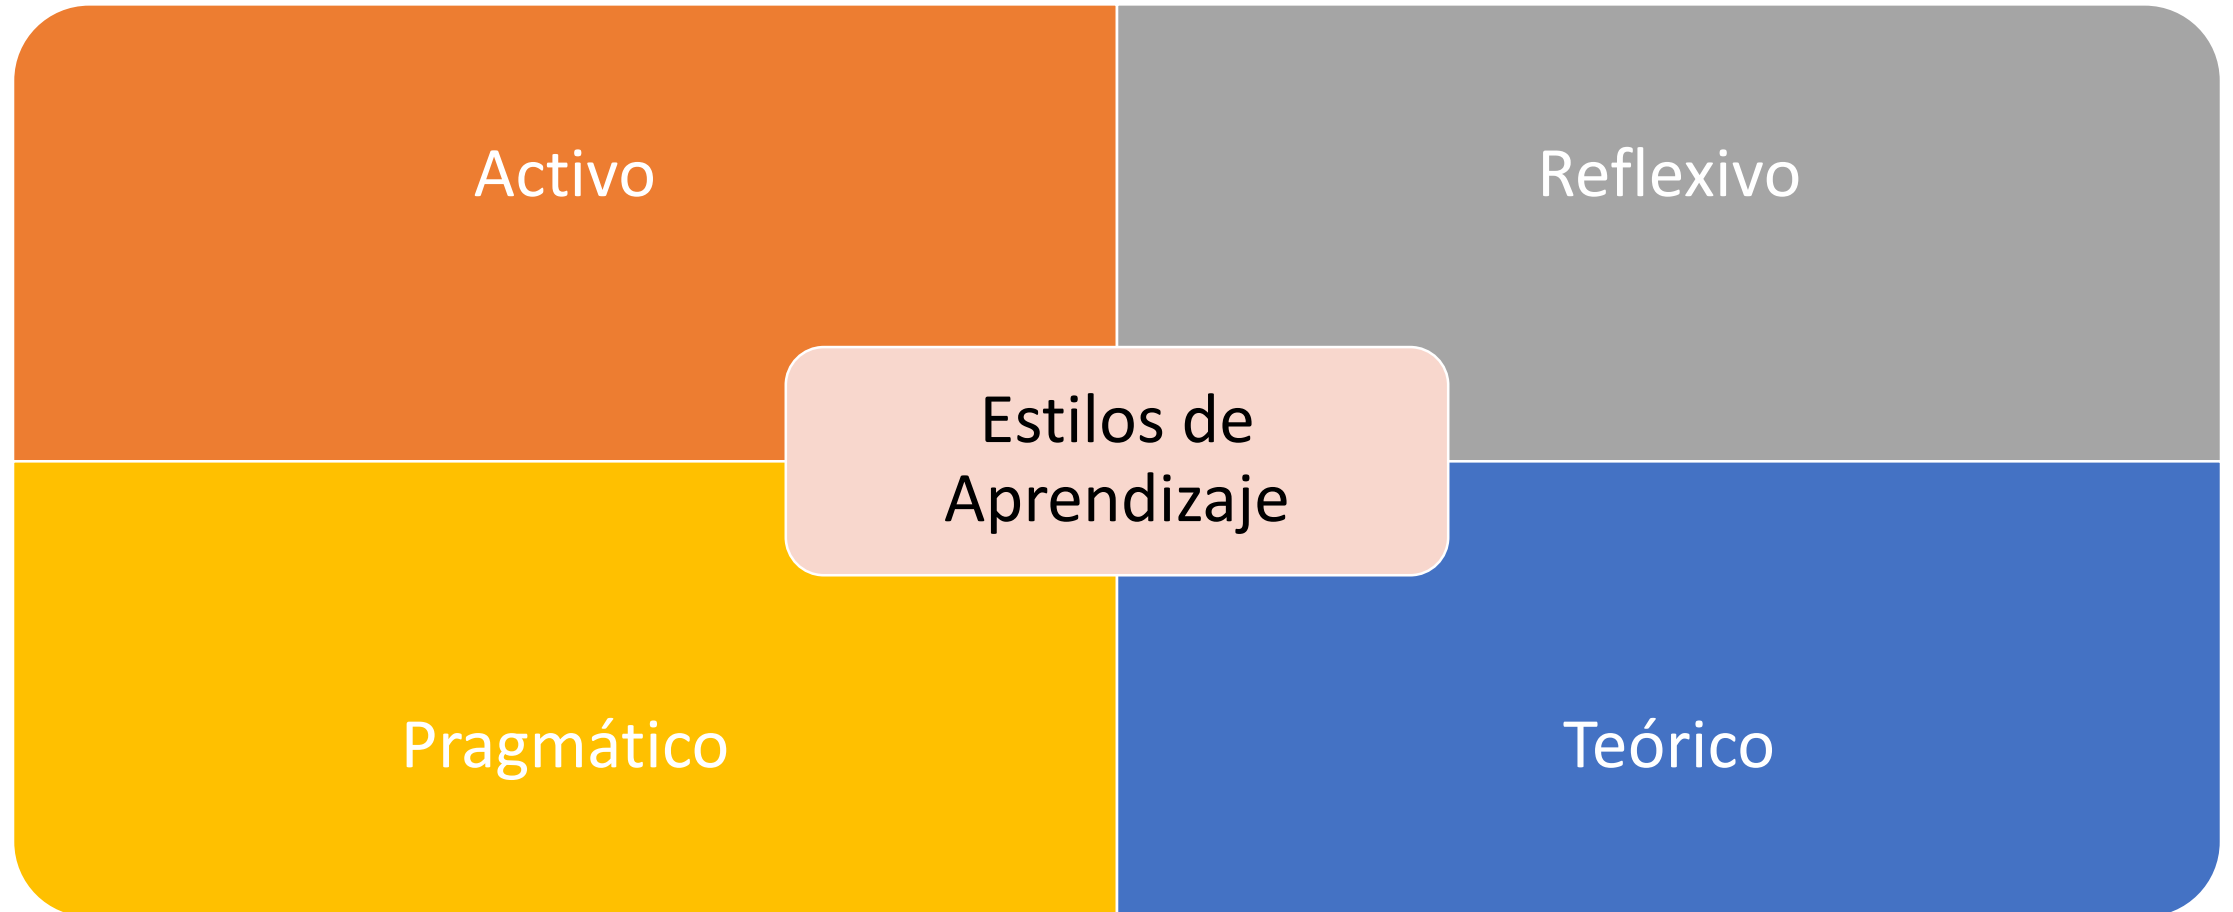 Activo
Reflexivo
Estilos de
Aprendizaje
Pragmático
Teórico